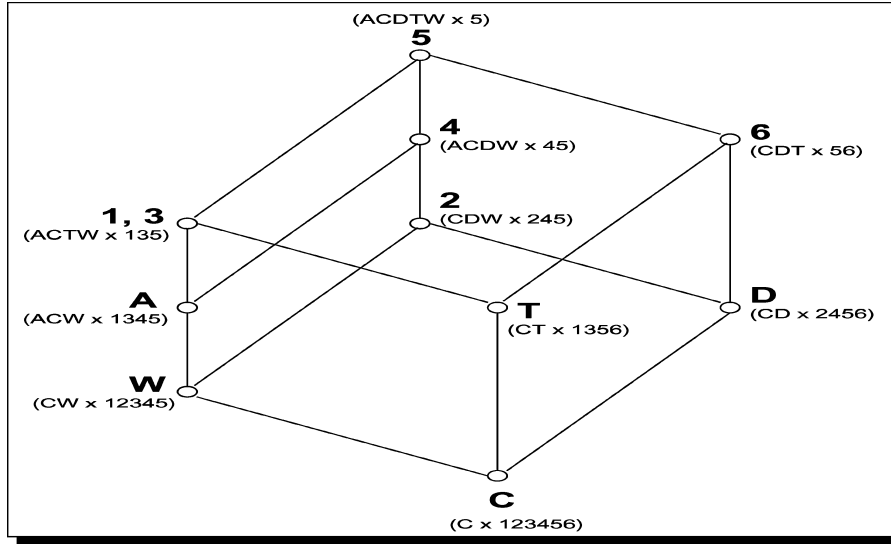 (ACDTW x 5)
5
4
(ACDW x 45)
6
(CDT x 56)
2
(CDW x 245)
1, 3
(ACTW x 135)
A
(ACW x 1345)
T
(CT x 1356)
D
(CD x 2456)
W
(CW x 12345)
C
(C x 123456)